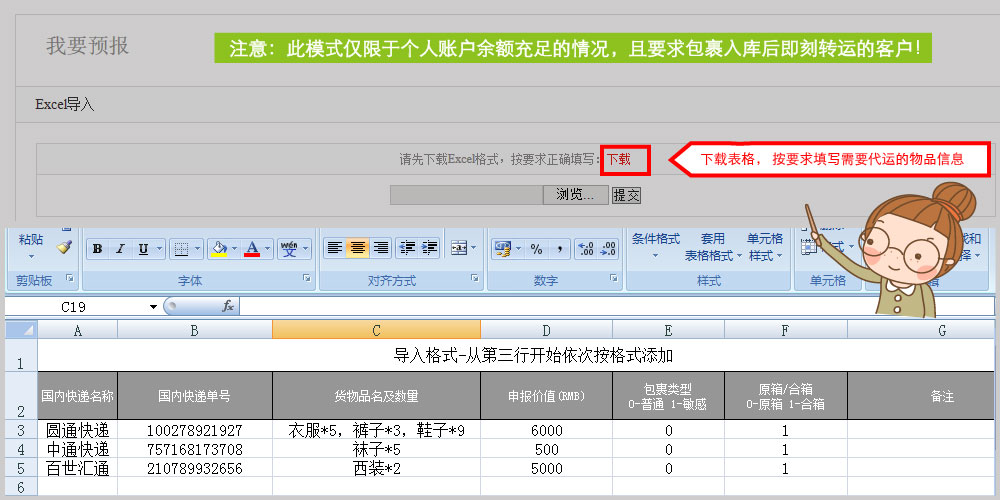 我要预报
注意：此模式仅限于个人账户余额充足的情况，且要求包裹入库后即刻转运的客户！
Excel导入
请先下载Excel格式，按要求正确填写：下载
下载表格，按要求填写需要代运的物品信息
浏览... 提交
粘贴
B I U A wén 文 % , .00 .00
条件格式 套用 表格格式 单元格 样式
剪贴板 字体 对齐方式 数字 样式 单元格
C19 fx
A B C D E F G
1 导入格式-从第三行开始依次按格式添加
2 国内快递名称 国内快递单号 货物品名及数量 申报价值(RMB) 包裹类型 0-普通 1-敏感 原箱/合箱 0-原箱 1-合箱 备注
3 圆通快递 100278921927 衣服*5，裤子*3，鞋子*9 6000 0 1
4 中通快递 757168173708 袜子*5 500 0 1
5 百世汇通 210789932656 西装*2 5000 0 1
6